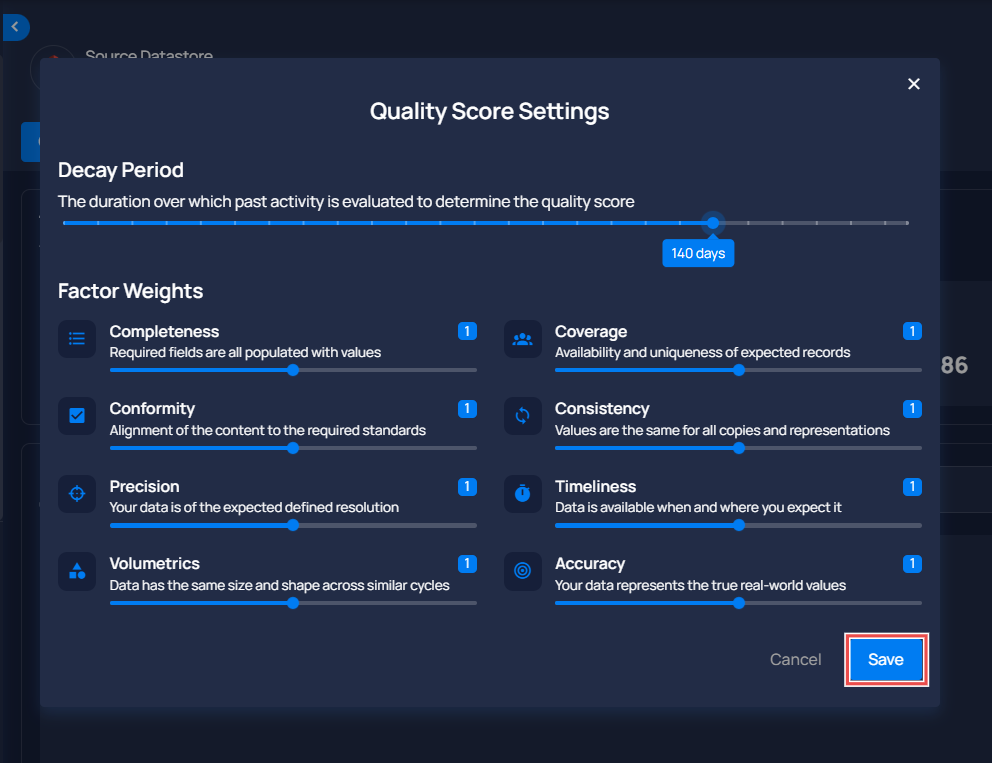 Source Datastore
Quality Score Settings
Decay Period
The duration over which past activity is evaluated to determine the quality score
140 days
Factor Weights
Completeness 1
Required fields are all populated with values
Coverage 1
Availability and uniqueness of expected records
86
Conformity 1
Alignment of the content to the required standards
Consistency 1
Values are the same for all copies and representations
Precision 1
Your data is of the expected defined resolution
Timeliness 1
Data is available when and where you expect it
Volumetrics 1
Data has the same size and shape across similar cycles
Accuracy 1
Your data represents the true real-world values
Cancel
Save